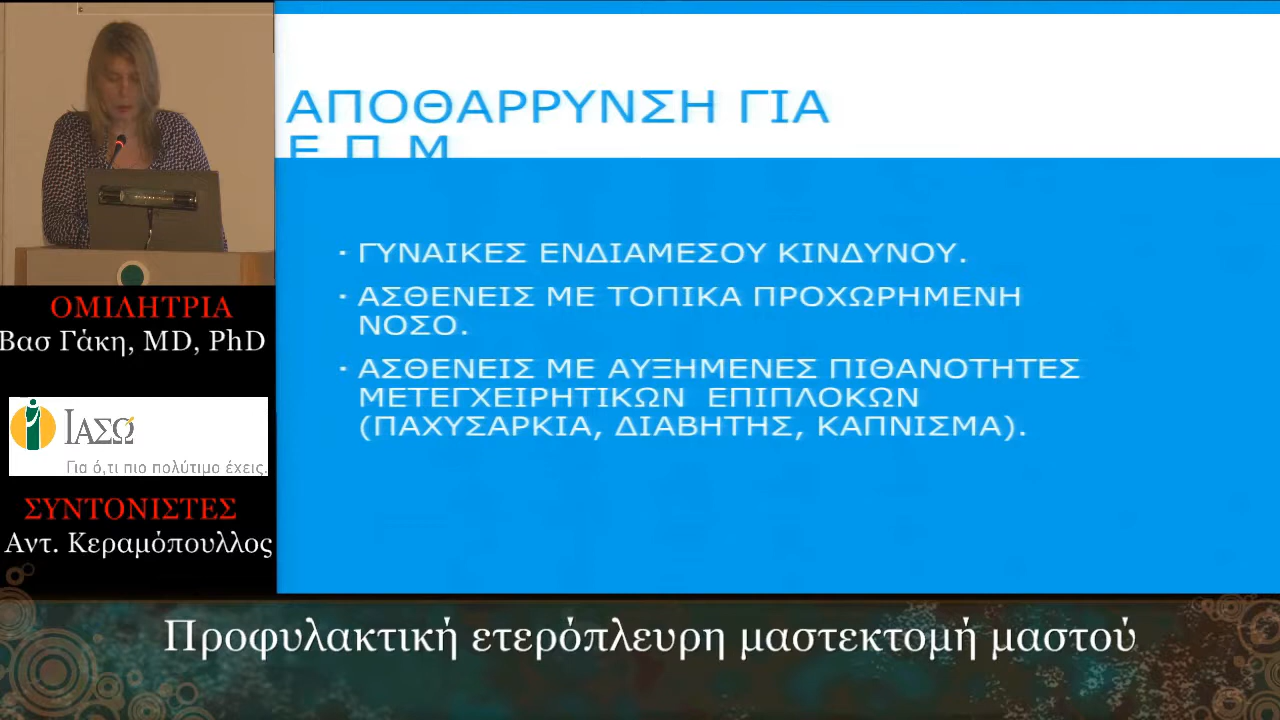 ΑΠΟΘΑΡΡΥΝΣΗ ΓΙΑ
Ε.Π.Μ.
· ΓΥΝΑΙΚΕΣ ΕΝΔΙΑΜΕΣΟΥ ΚΙΝΔΥΝΟΥ.
· ΑΣΘΕΝΕΙΣ ΜΕ ΤΟΠΙΚΑ ΠΡΟΧΩΡΗΜΕΝΗ
ΝΟΣΟ.
· ΑΣΘΕΝΕΙΣ ΜΕ ΑΥΞΗΜΕΝΕΣ ΠΙΘΑΝΟΤΗΤΕΣ
ΜΕΤΕΓΧΕΙΡΗΤΙΚΩΝ ΕΠΙΠΛΟΚΩΝ
(ΠΑΧΥΣΑΡΚΙΑ, ΔΙΑΒΗΤΗΣ, ΚΑΠΝΙΣΜΑ).
ΟΜΙΛΗΤΡΙΑ
Βασ Γάκη, MD, PhD
ΙΑΣΩ
Για ό,τι πιο πολύτιμο έχεις.
ΣΥΝΤΟΝΙΣΤΕΣ
Αντ. Κεραμόπουλλος
Προφυλακτική ετερόπλευρη μαστεκτομή μαστού